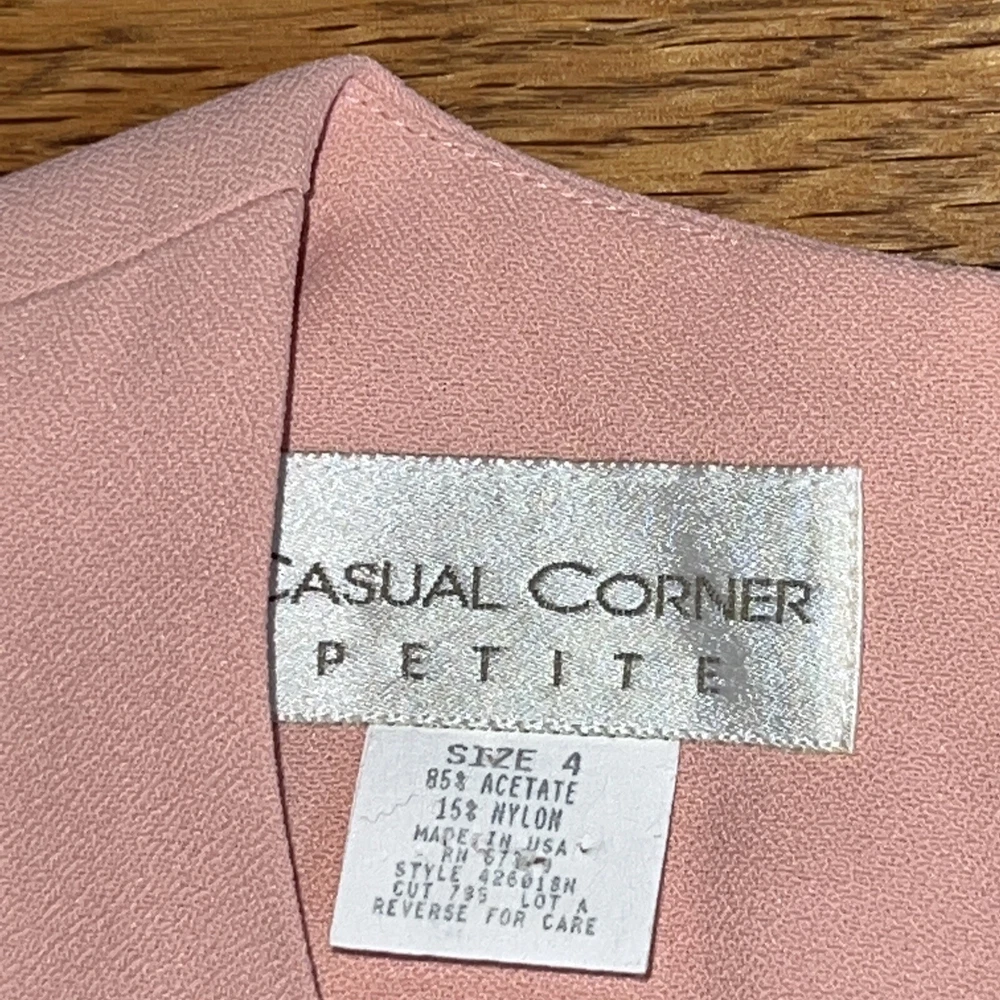 CASUAL CORNER
PETITE
SIZE 4
85% ACETATE
15% NYLON
MADE IN USA
RN
STYLE 426018H
CUT LOT A
REVERSE FOR CARE